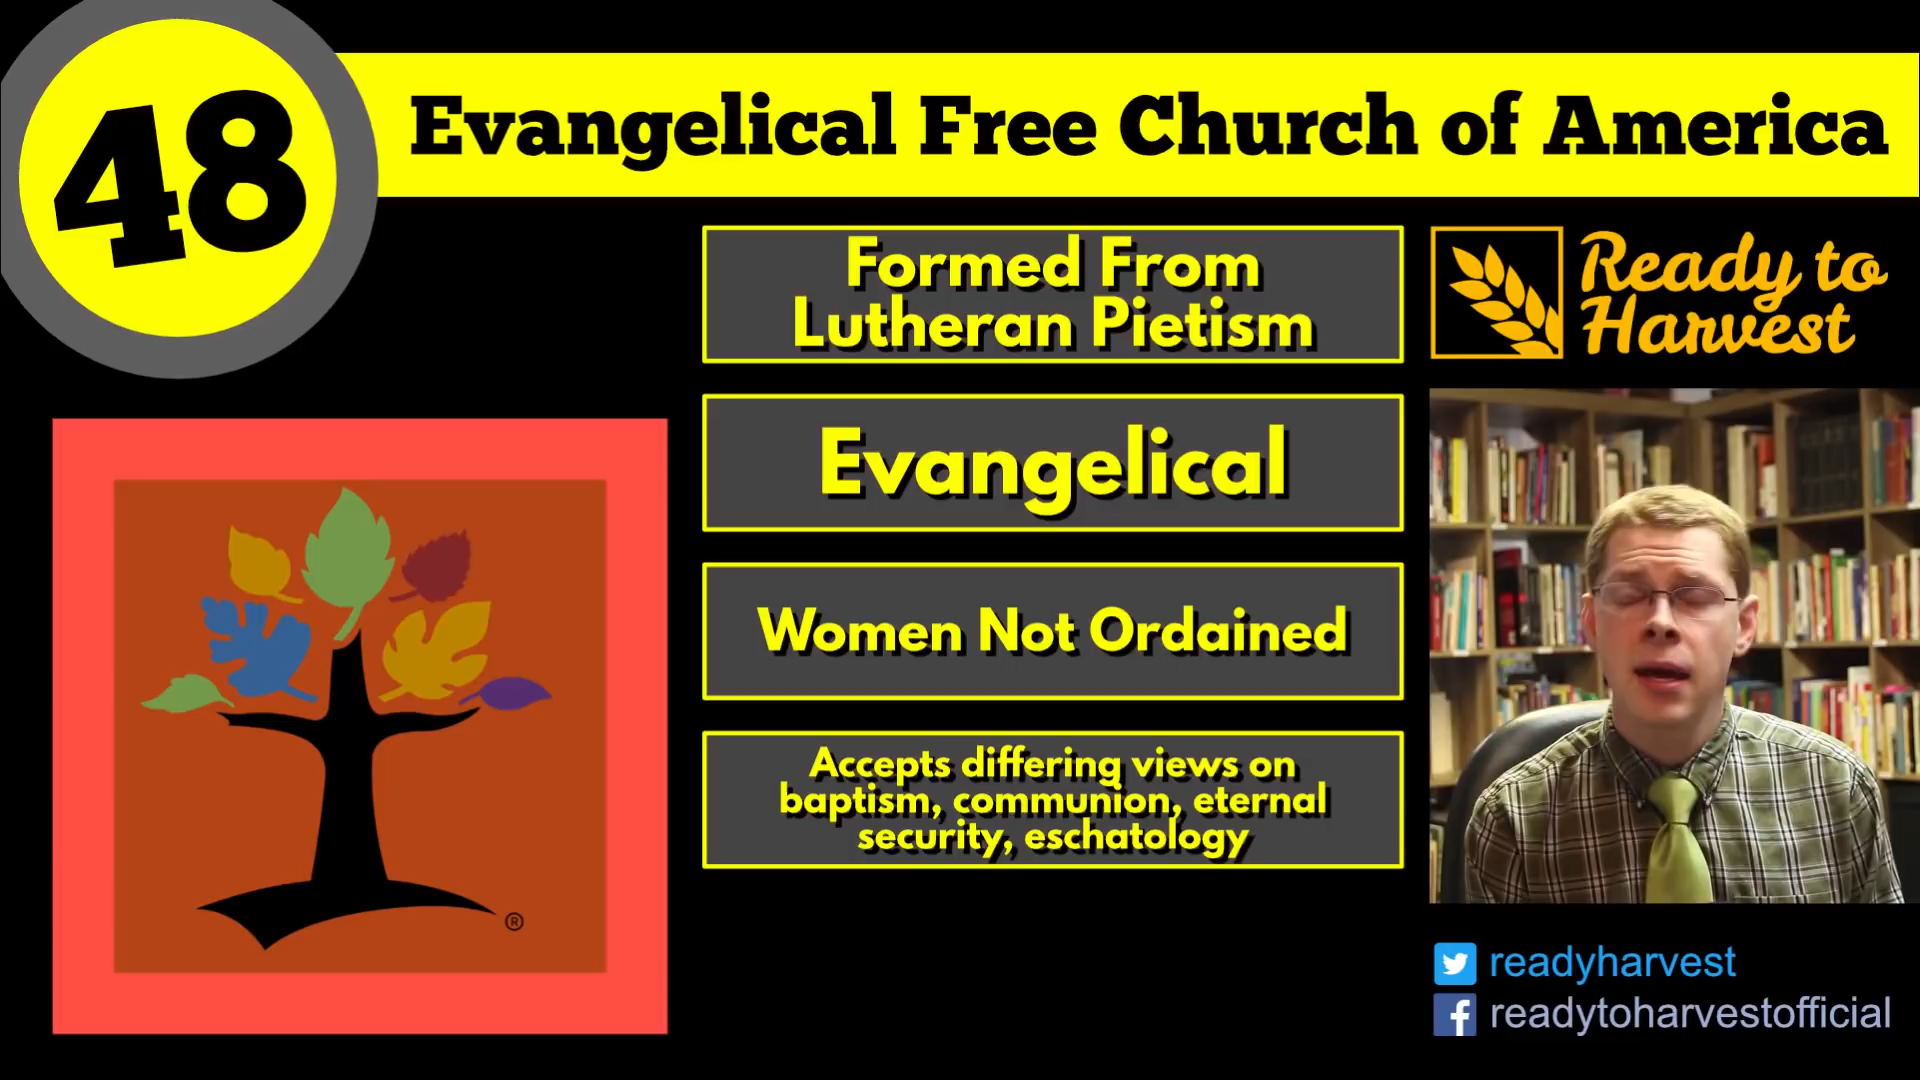 48
Evangelical Free Church of America
Formed From
Lutheran Pietism
Evangelical
Women Not Ordained
Accepts differing views on
baptism, communion, eternal
security, eschatology
®
Ready to
Harvest
readyharvest
readytoharvestofficial